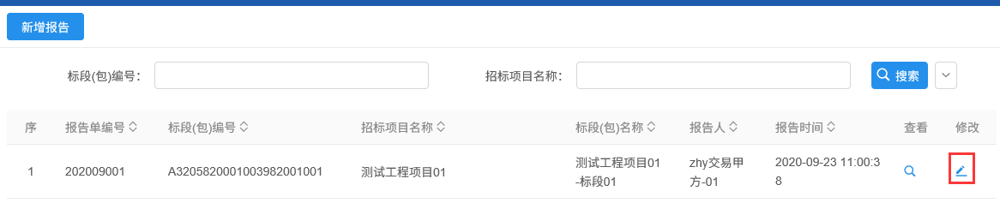 新增报告
标段(包)编号： 招标项目名称： 搜索
序 报告单编号 标段(包)编号 招标项目名称 标段(包)名称 报告人 报告时间 查看 修改
1 202009001 A3205820001003982001001 测试工程项目01 测试工程项目01 zhy交易甲 2020-09-23 11:00:3
-标段01 方-01 8